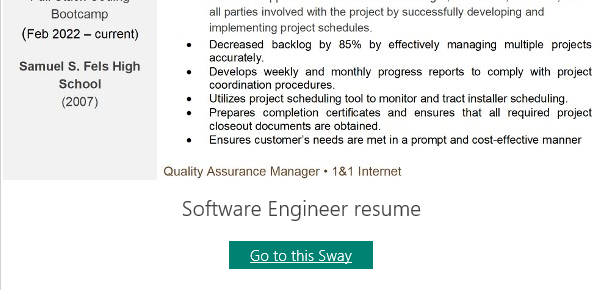 Bootcamp
(Feb 2022 – current)
Samuel S. Fels High
School
(2007)
all parties involved with the project by successfully developing and
implementing project schedules.
• Decreased backlog by 85% by effectively managing multiple projects
accurately.
• Develops weekly and monthly progress reports to comply with project
coordination procedures.
• Utilizes project scheduling tool to monitor and tract installer scheduling.
• Prepares completion certificates and ensures that all required project
closeout documents are obtained.
• Ensures customer's needs are met in a prompt and cost-effective manner
Quality Assurance Manager • 1&1 Internet
Software Engineer resume
Go to this Sway